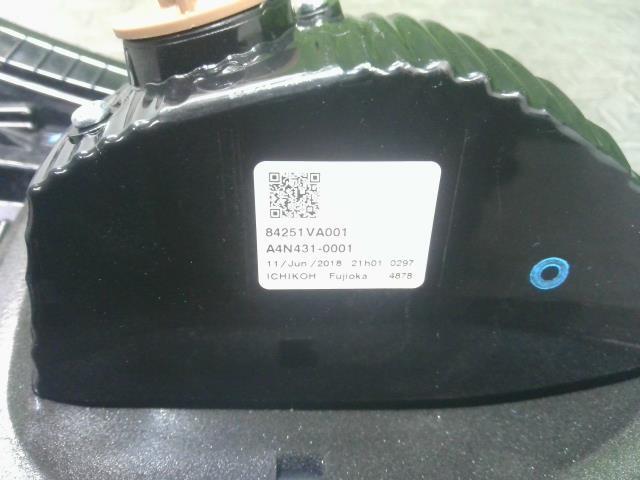 84251VA001
A4N431-0001
11/Jun/2018 21h01 0297
ICHIKOH Fujioka 4878